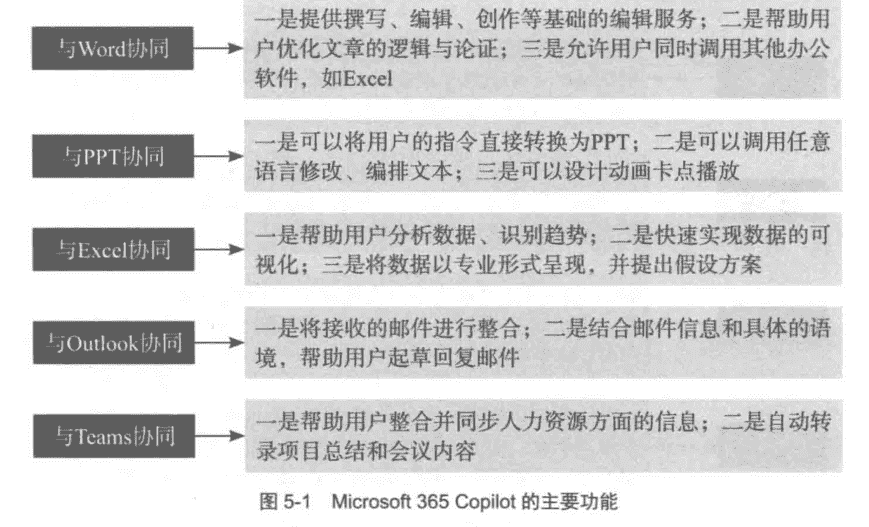 与Word协同
一是提供撰写、编辑、创作等基础的编辑服务；二是帮助用
户优化文章的逻辑与论证；三是允许用户同时调用其他办公
软件，如Excel
与PPT协同
一是可以将用户的指令直接转换为PPT；二是可以调用任意
语言修改、编排文本；三是可以设计动画卡点播放
与Excel协同
一是帮助用户分析数据、识别趋势；二是快速实现数据的可
视化；三是将数据以专业形式呈现，并提出假设方案
与Outlook协同
一是将接收的邮件进行整合；二是结合邮件信息和具体的语
境，帮助用户起草回复邮件
与Teams协同
一是帮助用户整合并同步人力资源方面的信息；二是自动转
录项目总结和会议内容
图 5-1 Microsoft 365 Copilot 的主要功能